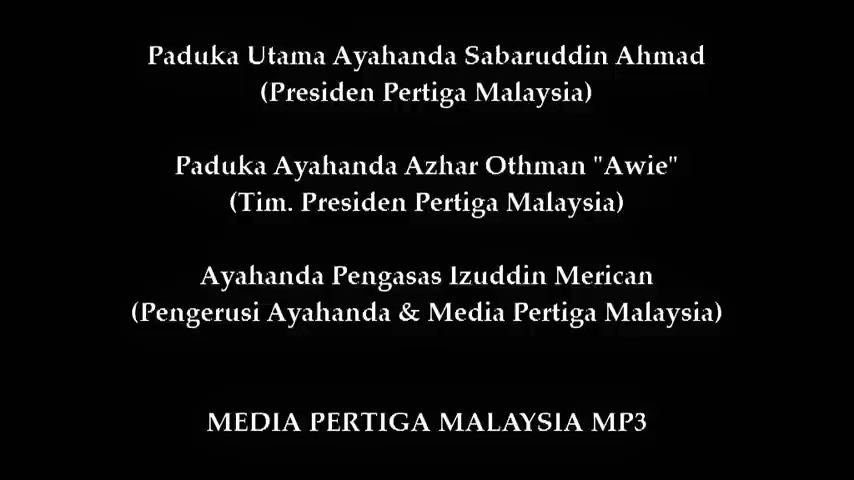 Paduka Utama Ayahanda Sabaruddin Ahmad
(Presiden Pertiga Malaysia)
Paduka Ayahanda Azhar Othman "Awie"
(Tim. Presiden Pertiga Malaysia)
Ayahanda Pengasas Izuddin Merican
(Pengerusi Ayahanda & Media Pertiga Malaysia)
MEDIA PERTIGA MALAYSIA MP3